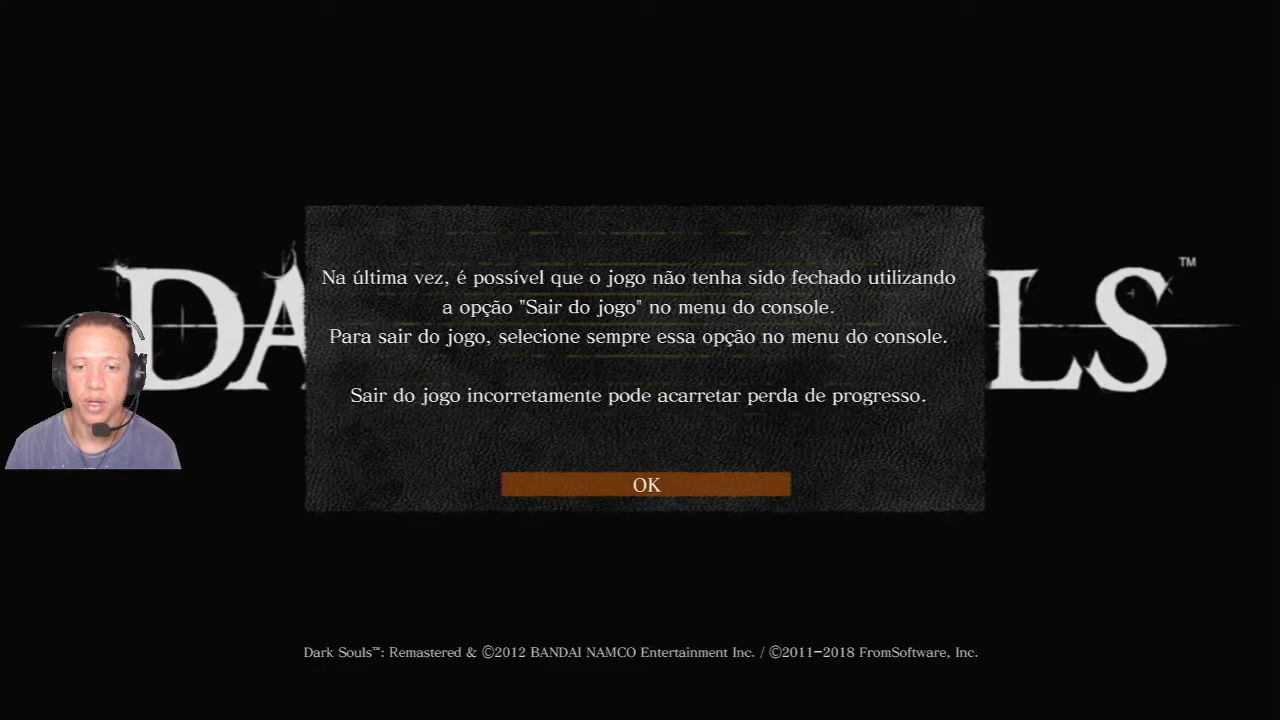 DA LS™
Na última vez, é possível que o jogo não tenha sido fechado utilizando
a opção "Sair do jogo" no menu do console.
Para sair do jogo, selecione sempre essa opção no menu do console.
Sair do jogo incorretamente pode acarretar perda de progresso.
OK
Dark Souls™: Remastered & ©2012 BANDAI NAMCO Entertainment Inc. / ©2011-2018 FromSoftware, Inc.